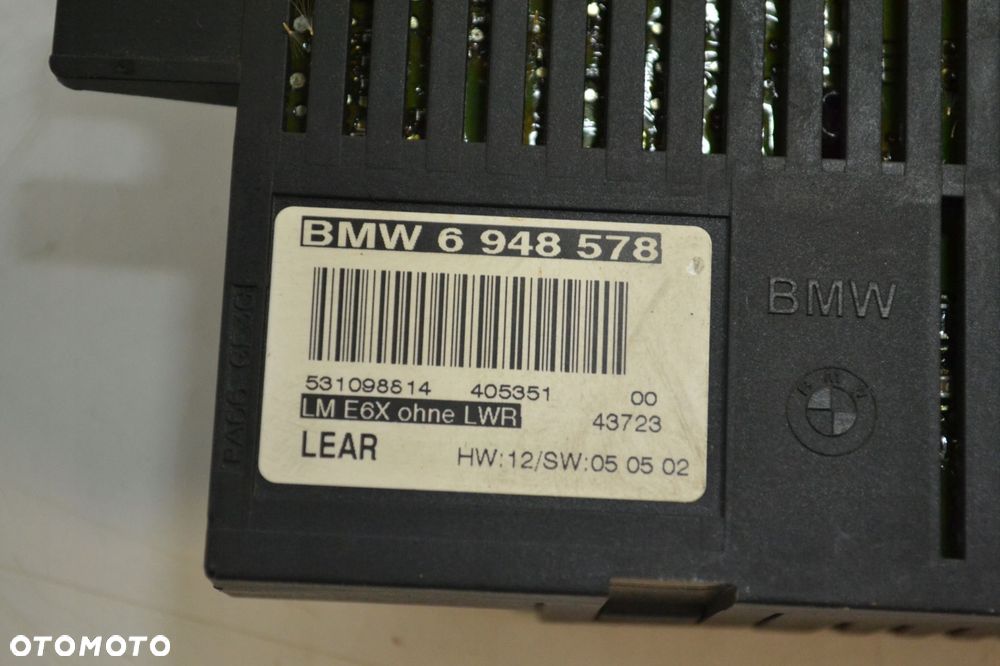 BMW 6 948 578
531098814 405351 00
LM E6X ohne LWR 43723
LEAR HW:12/SW:05 05 02
BMW
BMW
OTOMOTO